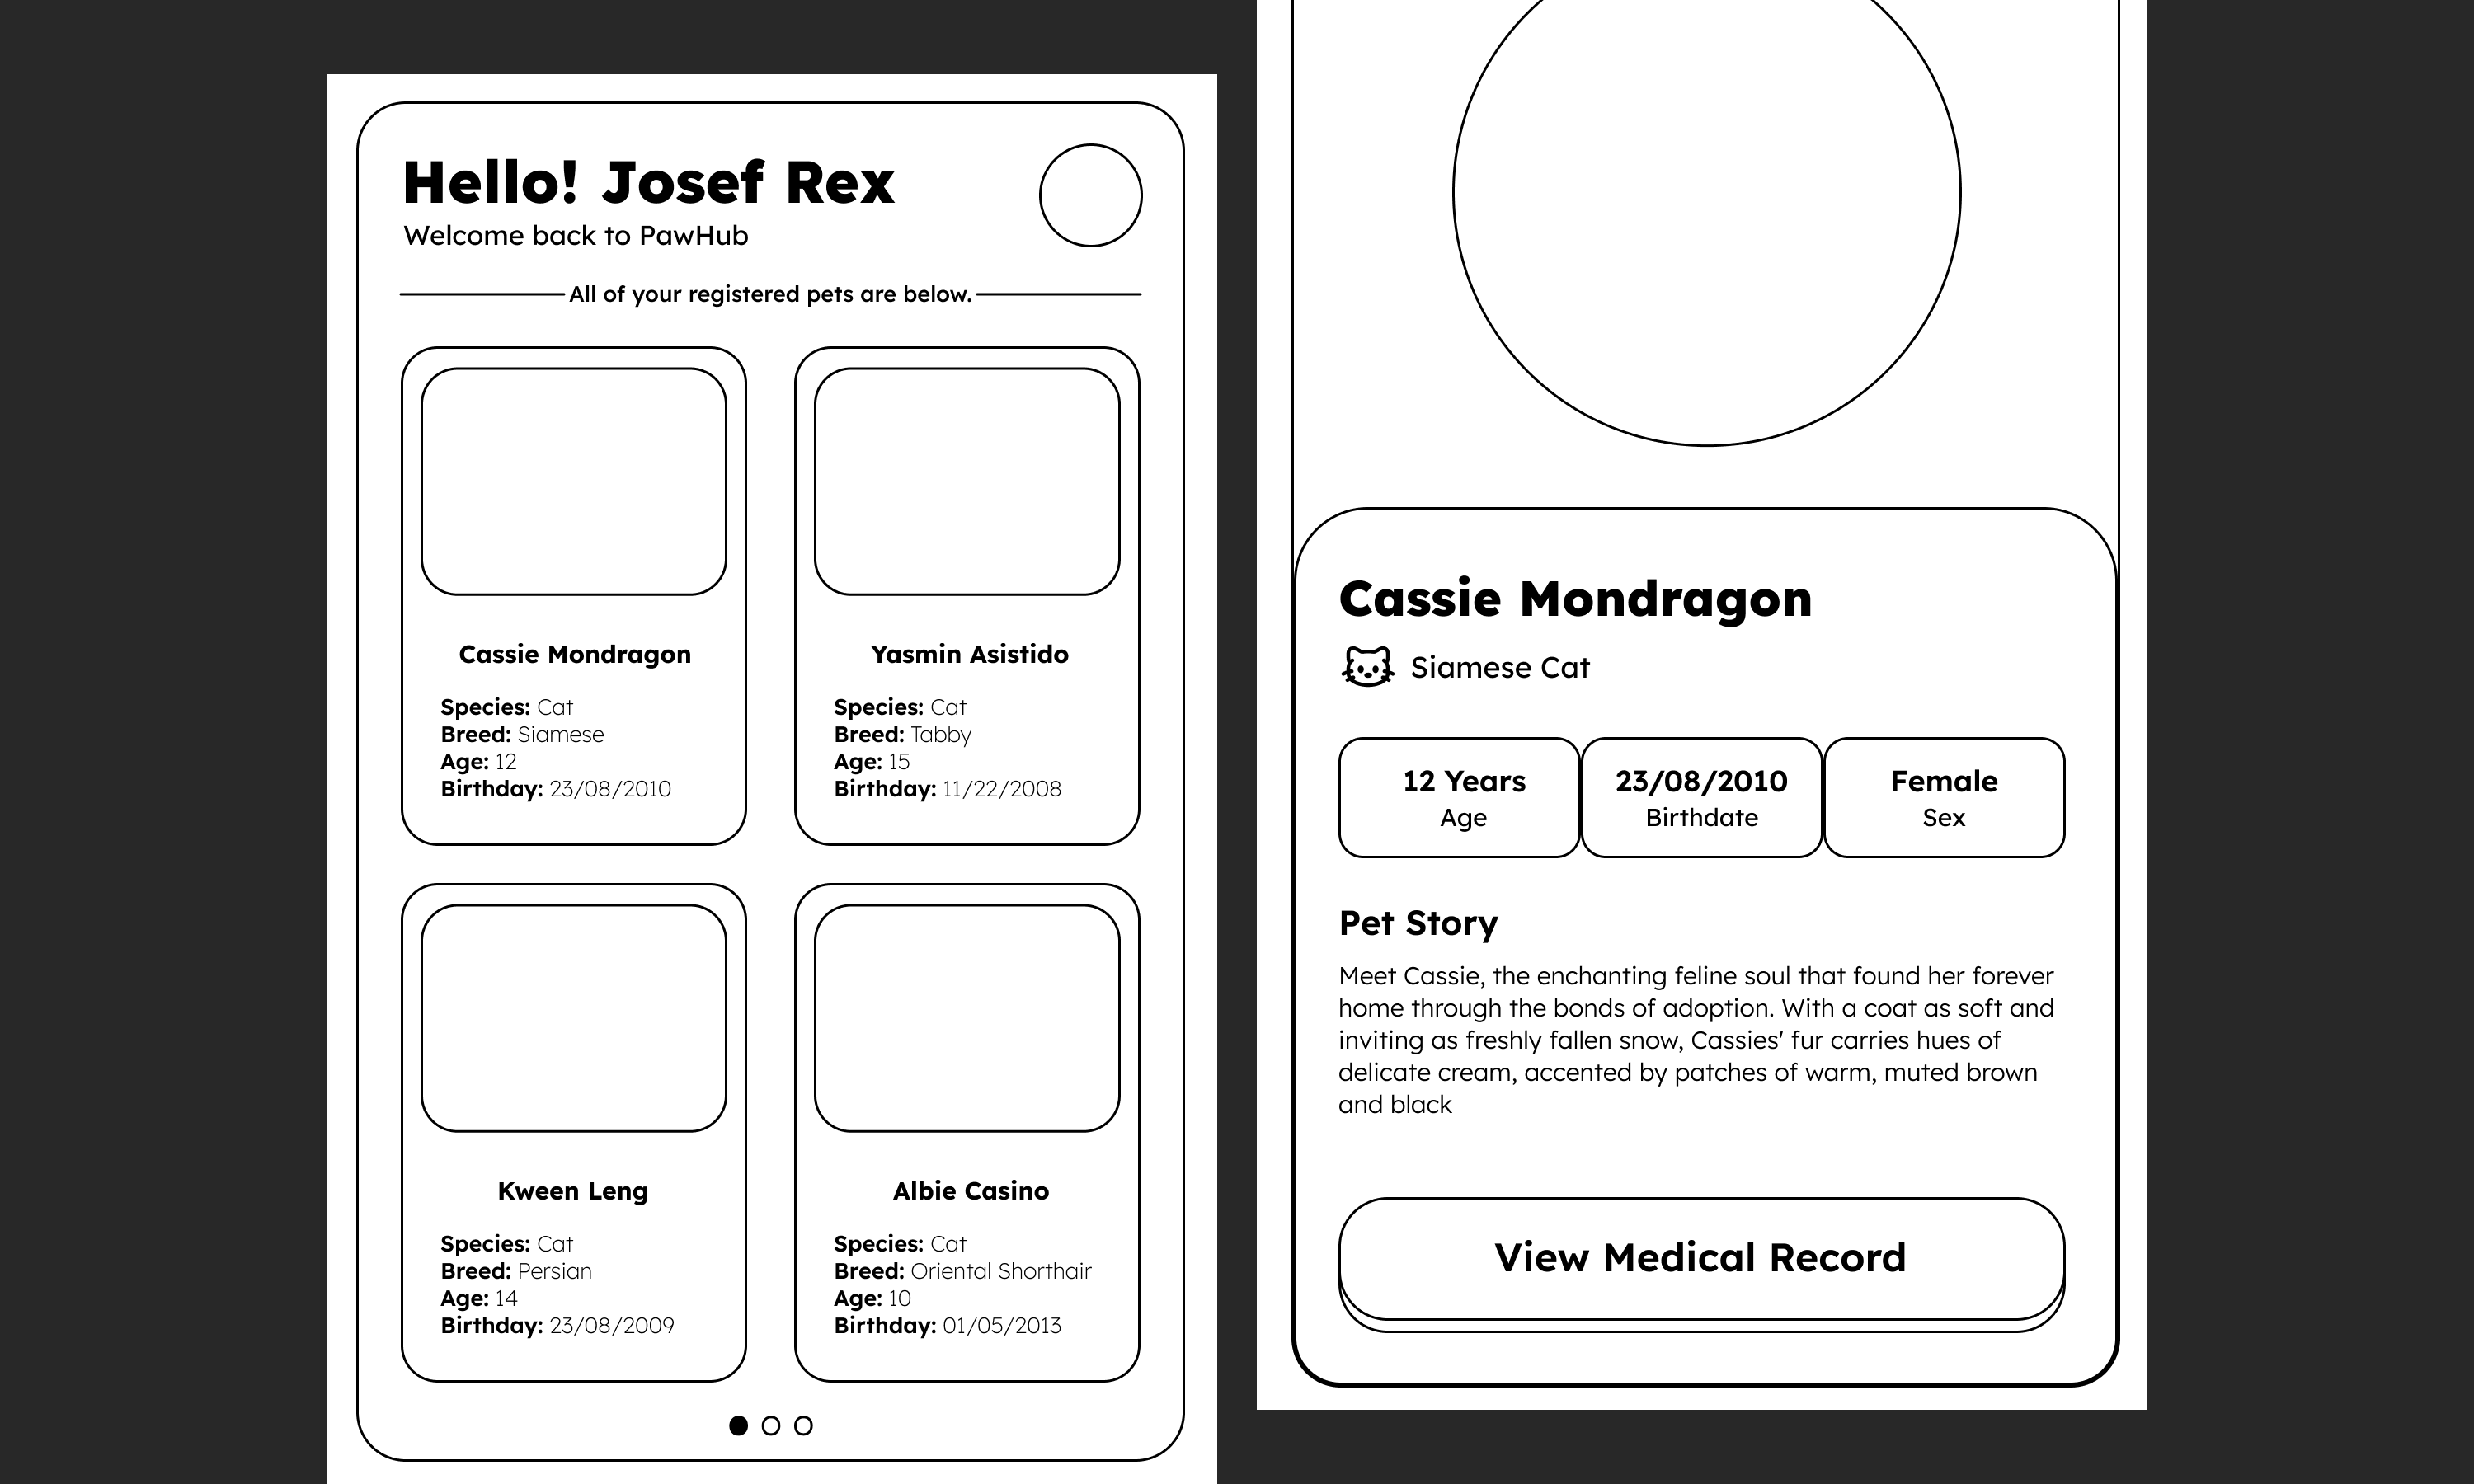 Hello! Josef Rex
Welcome back to PawHub
All of your registered pets are below.
Cassie Mondragon
Species: Cat
Breed: Siamese
Age: 12
Birthday: 23/08/2010
Yasmin Asistido
Species: Cat
Breed: Tabby
Age: 15
Birthday: 11/22/2008
Kween Leng
Species: Cat
Breed: Persian
Age: 14
Birthday: 23/08/2009
Albie Casino
Species: Cat
Breed: Oriental Shorthair
Age: 10
Birthday: 01/05/2013
Cassie Mondragon
Siamese Cat
12 Years
Age
23/08/2010
Birthdate
Female
Sex
Pet Story
Meet Cassie, the enchanting feline soul that found her forever
home through the bonds of adoption. With a coat as soft and
inviting as freshly fallen snow, Cassies' fur carries hues of
delicate cream, accented by patches of warm, muted brown
and black
View Medical Record